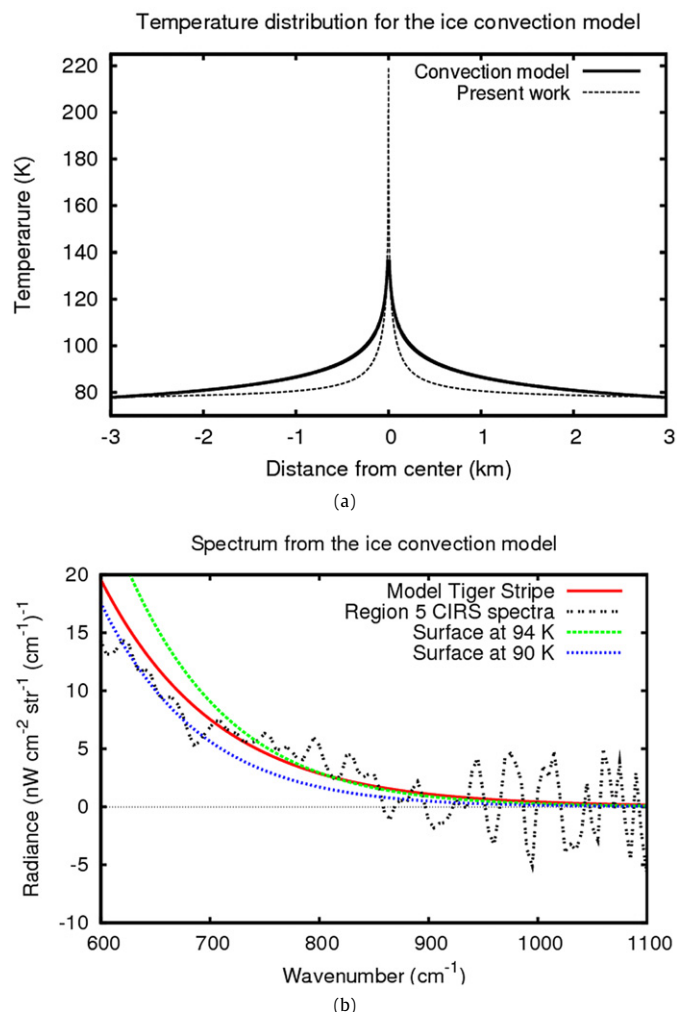 Temperature distribution for the ice convection model
220
200
180
160
140
120
100
80
Temperarure (K)
Convection model
Present work
-3 -2 -1 0 1 2 3
Distance from center (km)
(a)
Spectrum from the ice convection model
20
15
10
5
0
-5
-10
Radiance (nW cm⁻² str⁻¹ (cm⁻¹)⁻¹)
Model Tiger Stripe
Region 5 CIRS spectra
Surface at 94 K
Surface at 90 K
600 700 800 900 1000 1100
Wavenumber (cm⁻¹)
(b)